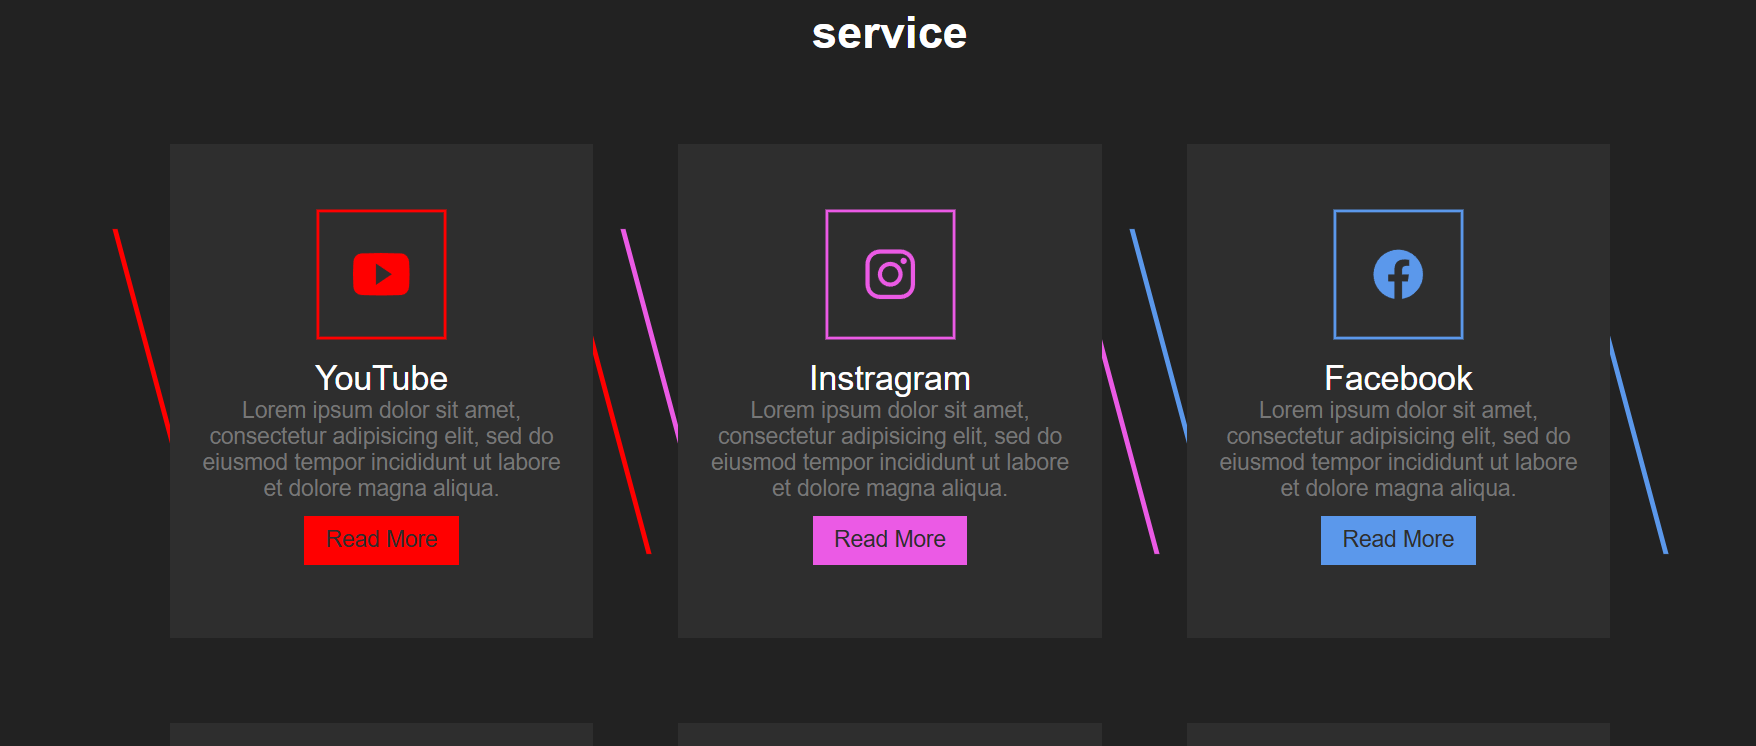 service
YouTube
Lorem ipsum dolor sit amet,
consectetur adipisicing elit, sed do
eiusmod tempor incididunt ut labore
et dolore magna aliqua.
Read More
Instragram
Lorem ipsum dolor sit amet,
consectetur adipisicing elit, sed do
eiusmod tempor incididunt ut labore
et dolore magna aliqua.
Read More
Facebook
Lorem ipsum dolor sit amet,
consectetur adipisicing elit, sed do
eiusmod tempor incididunt ut labore
et dolore magna aliqua.
Read More